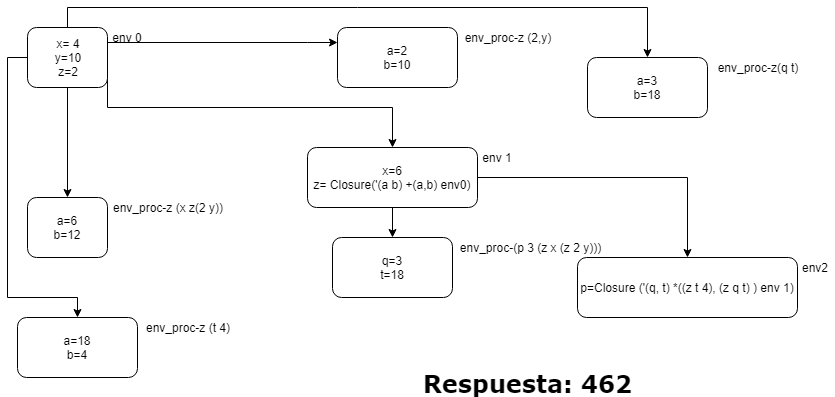 x= 4
y=10
z=2
env 0
a=2
b=10
env_proc-z (2,y)
a=3
b=18
env_proc-z(q t)
x=6
z= Closure('(a b) +(a,b) env0)
env 1
a=6
b=12
env_proc-z (x z(2 y))
q=3
t=18
env_proc-(p 3 (z x (z 2 y)))
p=Closure ('(q, t) *((z t 4), (z q t) ) env 1)
env2
a=18
b=4
env_proc-z (t 4)
Respuesta: 462